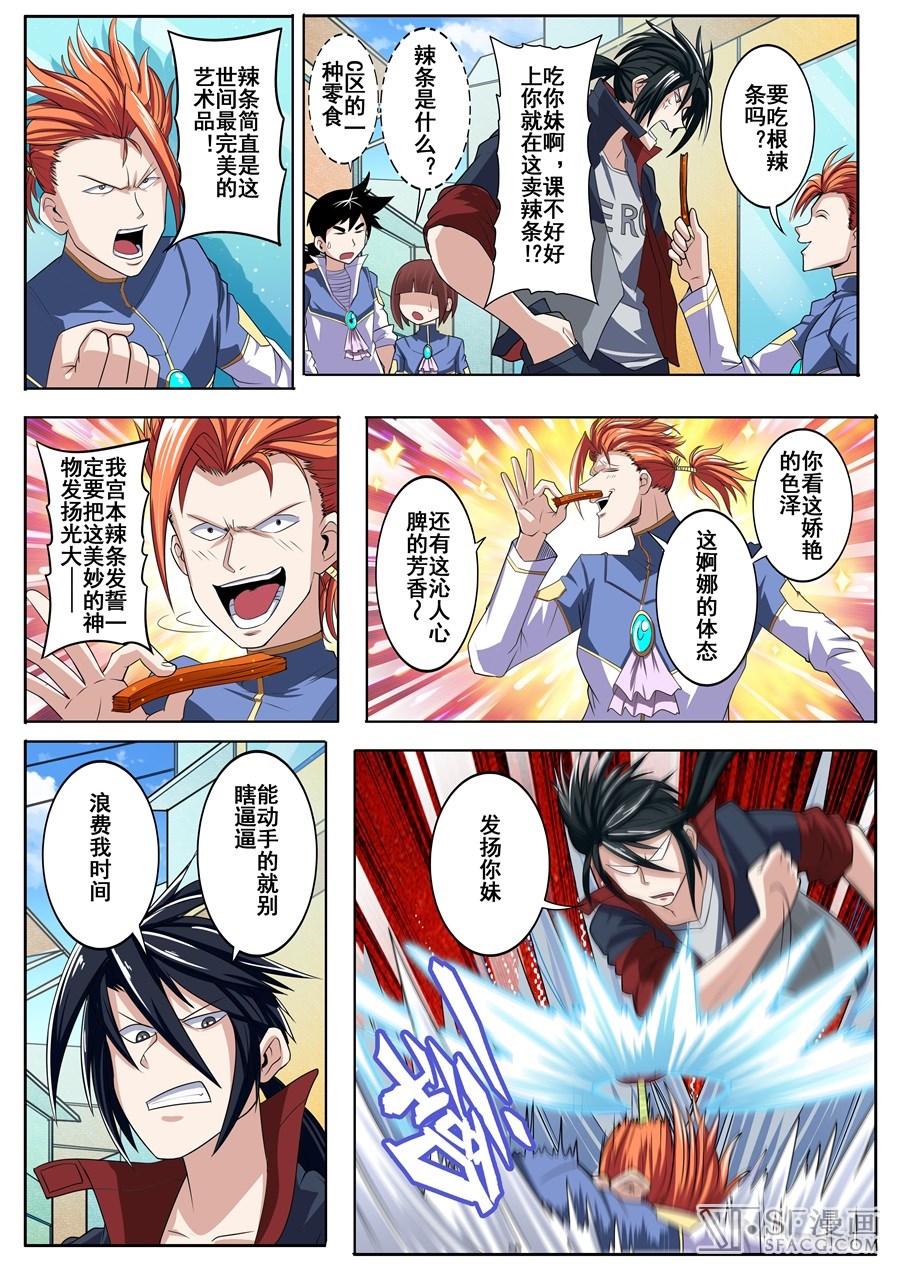 要吃根辣
条吗?
吃你妹啊，课不好好
上你就在这卖辣条!?
辣条是什么?
C区的一
种零食
ERO
辣条简直是这
世间最完美的
艺术品!
你看这娇艳
的色泽
这婀娜的体态
还有这沁人心
脾的芳香~
我宫本辣条发誓一
定要把这美妙的神
物发扬光大——
发扬你妹
能动手的就别
瞎逼逼
浪费我时间
SF漫画
SFACG.COM